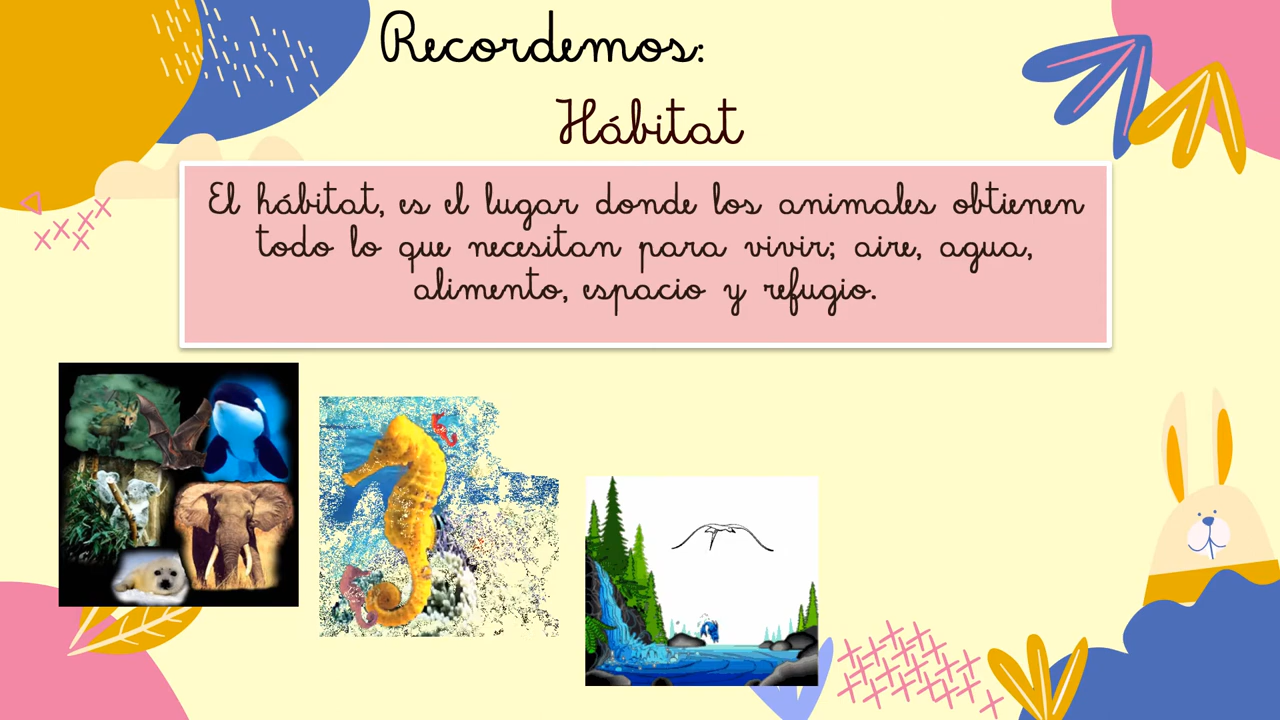 Recordemos:
Hábitat
El hábitat, es el lugar donde los animales obtienen
todo lo que necesitan para vivir; aire, agua,
alimento, espacio y refugio.